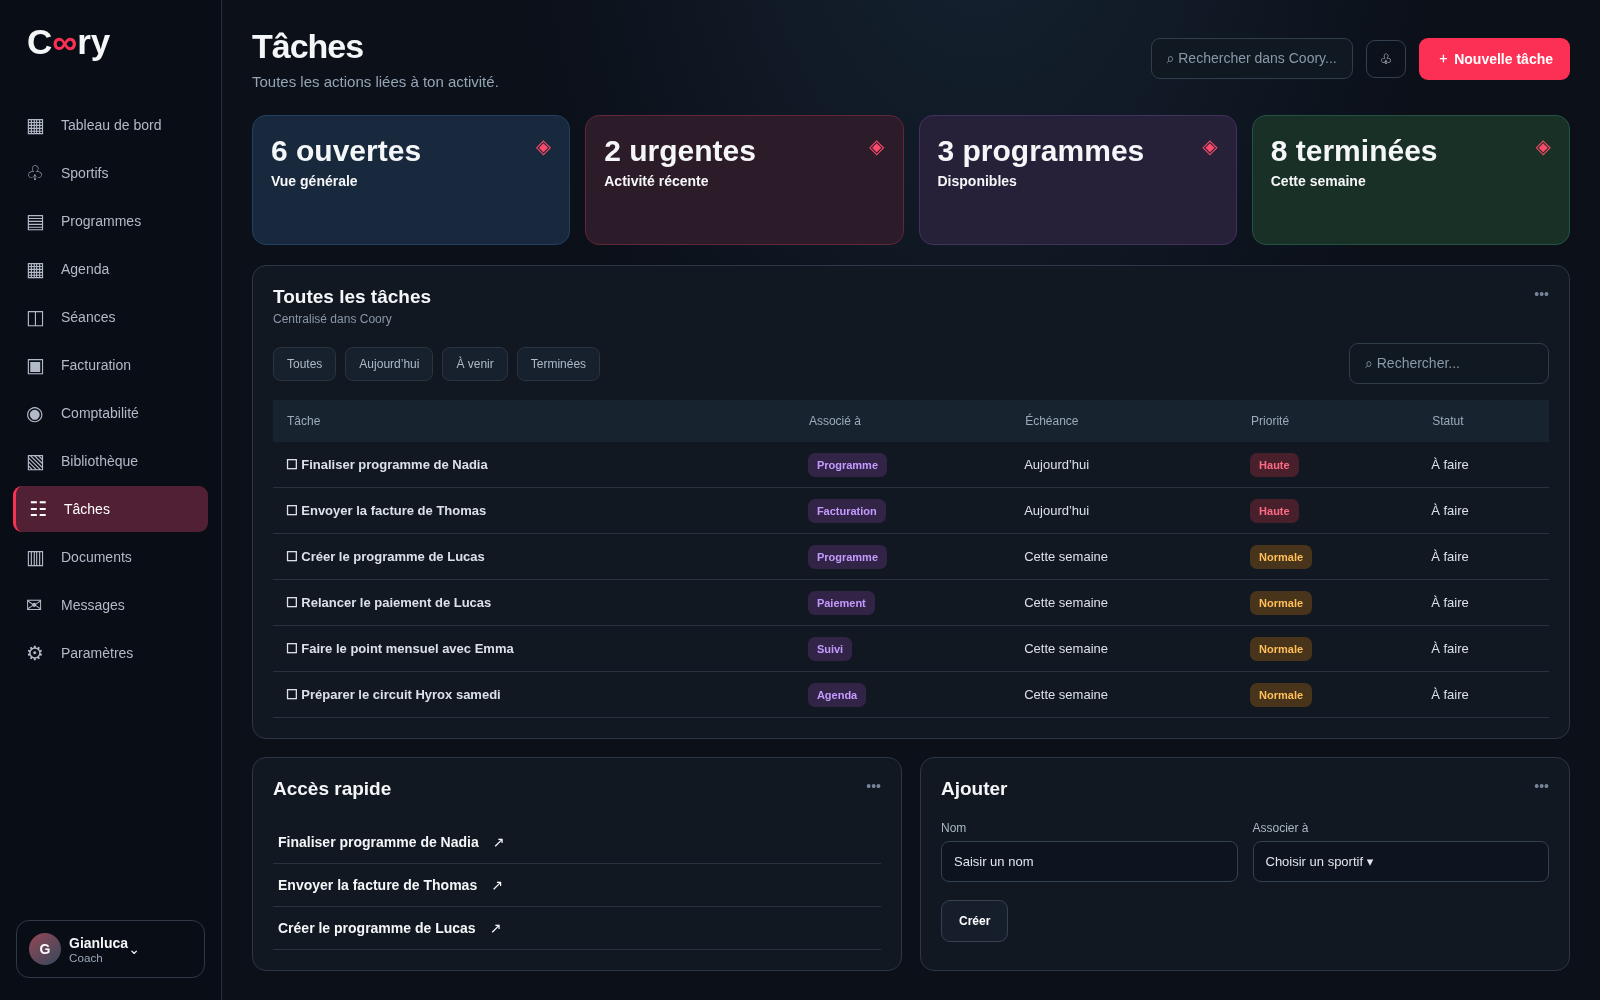 C∞ry
Tableau de bord
Sportifs
Programmes
Agenda
Séances
Facturation
Comptabilité
Bibliothèque
Tâches
Documents
Messages
Paramètres
G
Gianluca
Coach
Tâches
Toutes les actions liées à ton activité.
Rechercher dans Coory...
+ Nouvelle tâche
6 ouvertes
Vue générale
2 urgentes
Activité récente
3 programmes
Disponibles
8 terminées
Cette semaine
Toutes les tâches
Centralisé dans Coory
•••
Toutes Aujourd'hui À venir Terminées
Rechercher...
Tâche Associé à Échéance Priorité Statut
☐ Finaliser programme de Nadia Programme Aujourd'hui Haute À faire
☐ Envoyer la facture de Thomas Facturation Aujourd'hui Haute À faire
☐ Créer le programme de Lucas Programme Cette semaine Normale À faire
☐ Relancer le paiement de Lucas Paiement Cette semaine Normale À faire
☐ Faire le point mensuel avec Emma Suivi Cette semaine Normale À faire
☐ Préparer le circuit Hyrox samedi Agenda Cette semaine Normale À faire
Accès rapide
•••
Finaliser programme de Nadia ↗
Envoyer la facture de Thomas ↗
Créer le programme de Lucas ↗
Ajouter
•••
Nom Associer à
Saisir un nom Choisir un sportif ▾
Créer